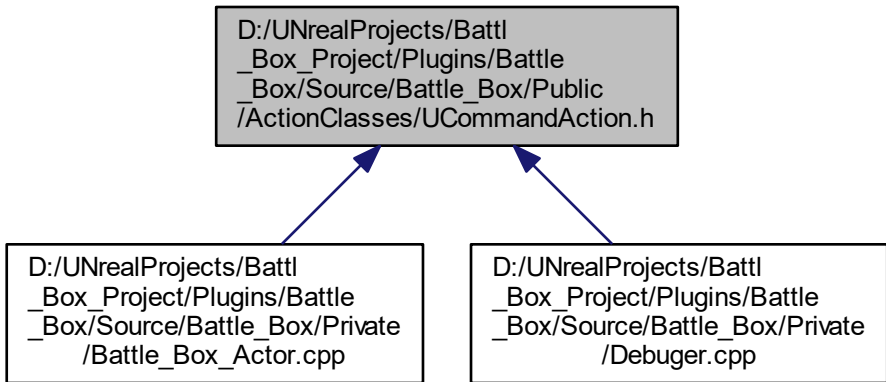 D:/UNrealProjects/Battl
_Box_Project/Plugins/Battle
_Box/Source/Battle_Box/Public
/ActionClasses/UCommandAction.h
D:/UNrealProjects/Battl
_Box_Project/Plugins/Battle
_Box/Source/Battle_Box/Private
/Battle_Box_Actor.cpp
D:/UNrealProjects/Battl
_Box_Project/Plugins/Battle
_Box/Source/Battle_Box/Private
/Debuger.cpp